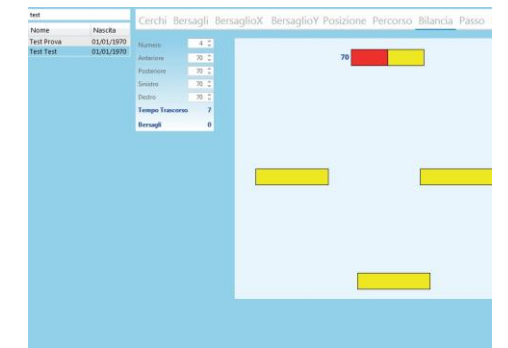 test
Nome Nascita
Test Prova 01/01/1970
Test Test 01/01/1970
Cerchi Bersagli BersaglioX BersaglioY Posizione Percorso Bilancia Passo
Numero 4
Anteriore 70
Posteriore 70
Sinistro 70
Destro 70
Tempo Trascorso 7
Bersagli 0
70